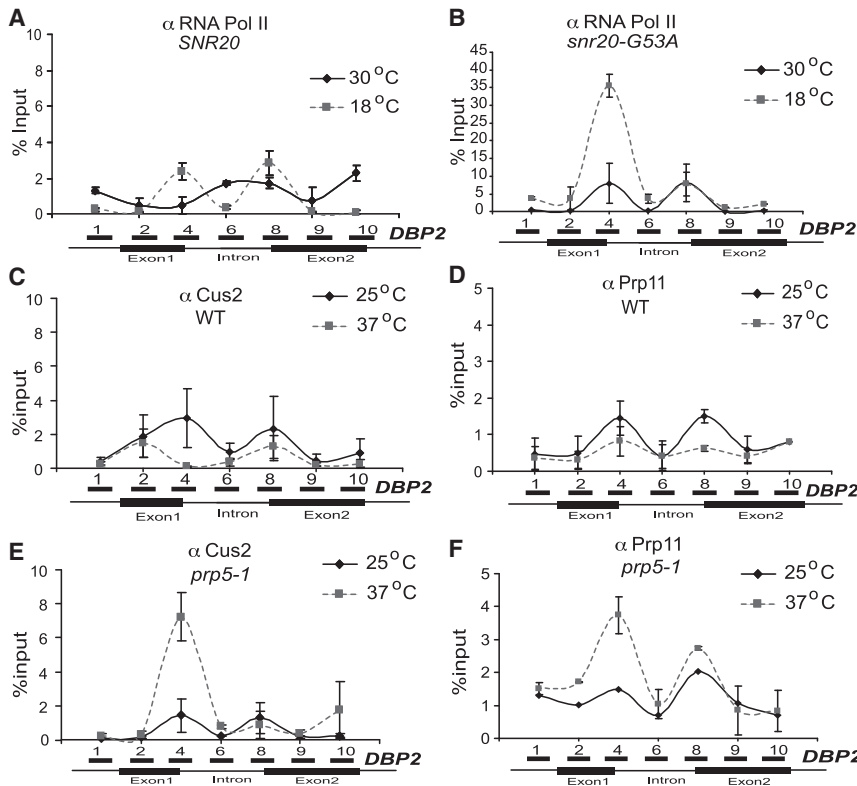 A
α RNA Pol II
SNR20
30 °C
18 °C
% Input
10
8
6
4
2
0
1 2 4 6 8 9 10 DBP2
Exon1 Intron Exon2
B
α RNA Pol II
snr20-G53A
30 °C
18 °C
% Input
45
40
35
30
25
20
15
10
5
0
1 2 4 6 8 9 10 DBP2
Exon1 Intron Exon2
C
α Cus2
WT
25 °C
37 °C
%input
10
8
6
4
2
0
1 2 4 6 8 9 10 DBP2
Exon1 Intron Exon2
D
α Prp11
WT
25 °C
37 °C
%input
5
4
3
2
1
0
1 2 4 6 8 9 10 DBP2
Exon1 Intron Exon2
E
α Cus2
prp5-1
25 °C
37 °C
%input
10
8
6
4
2
0
1 2 4 6 8 9 10 DBP2
Exon1 Intron Exon2
F
α Prp11
prp5-1
25 °C
37 °C
%input
5
4
3
2
1
0
1 2 4 6 8 9 10 DBP2
Exon1 Intron Exon2